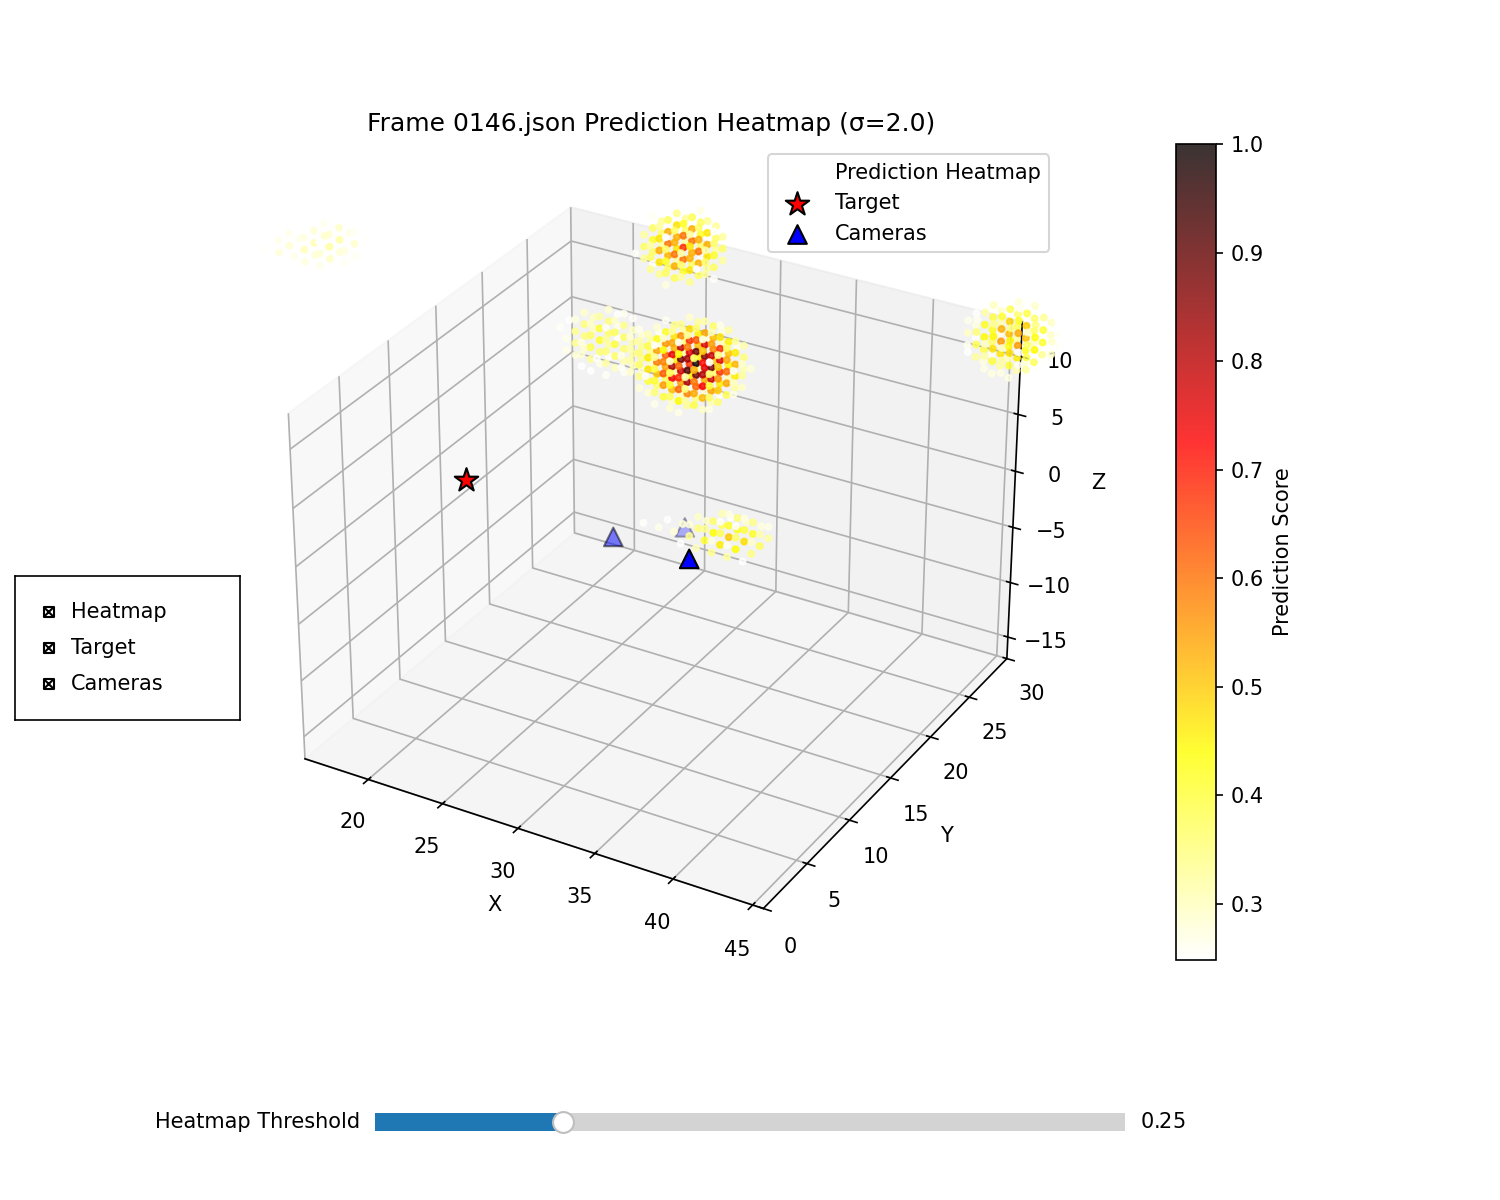 Frame 0146.json Prediction Heatmap (σ=2.0)
Prediction Heatmap
Target
Cameras
1.0
0.9
0.8
0.7
0.6
0.5
0.4
0.3
Prediction Score
10
5
0
−5
−10
−15
Z
30
25
20
15
10
5
0
Y
20
25
30
35
40
45
X
Heatmap
Target
Cameras
Heatmap Threshold
0.25